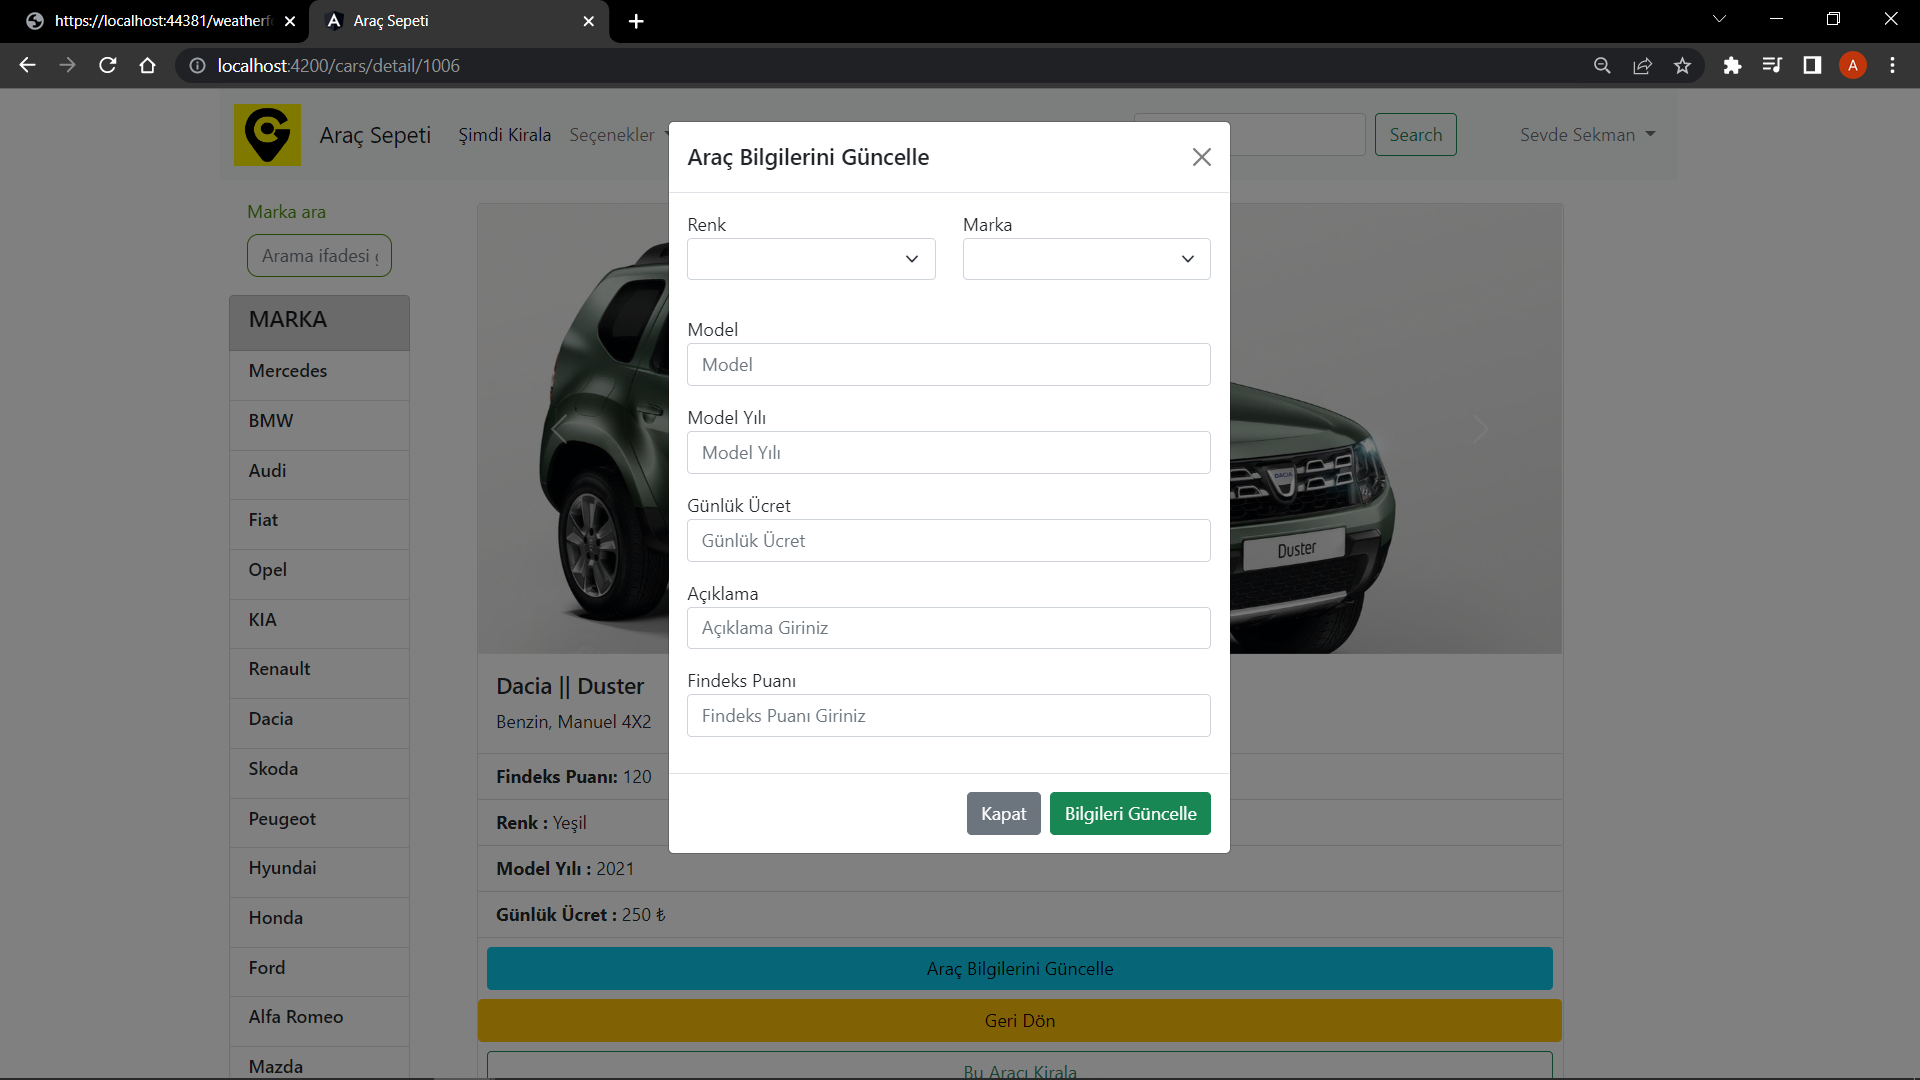 https://localhost:44381/weatherf
Araç Sepeti
localhost:4200/cars/detail/1006
A
Araç Sepeti
Şimdi Kirala
Seçenekler
Search
Sevde Sekman
Marka ara
Arama ifadesi g
MARKA
Mercedes
BMW
Audi
Fiat
Opel
KIA
Renault
Dacia
Skoda
Peugeot
Hyundai
Honda
Ford
Alfa Romeo
Mazda
Araç Bilgilerini Güncelle
Renk
Marka
Model
Model
Model Yılı
Model Yılı
Günlük Ücret
Günlük Ücret
Açıklama
Açıklama Giriniz
Findeks Puanı
Findeks Puanı Giriniz
Kapat
Bilgileri Güncelle
DACIA
Duster
Dacia || Duster
Benzin, Manuel 4X2
Findeks Puanı: 120
Renk : Yeşil
Model Yılı : 2021
Günlük Ücret : 250 ₺
Araç Bilgilerini Güncelle
Geri Dön
Bu Aracı Kirala